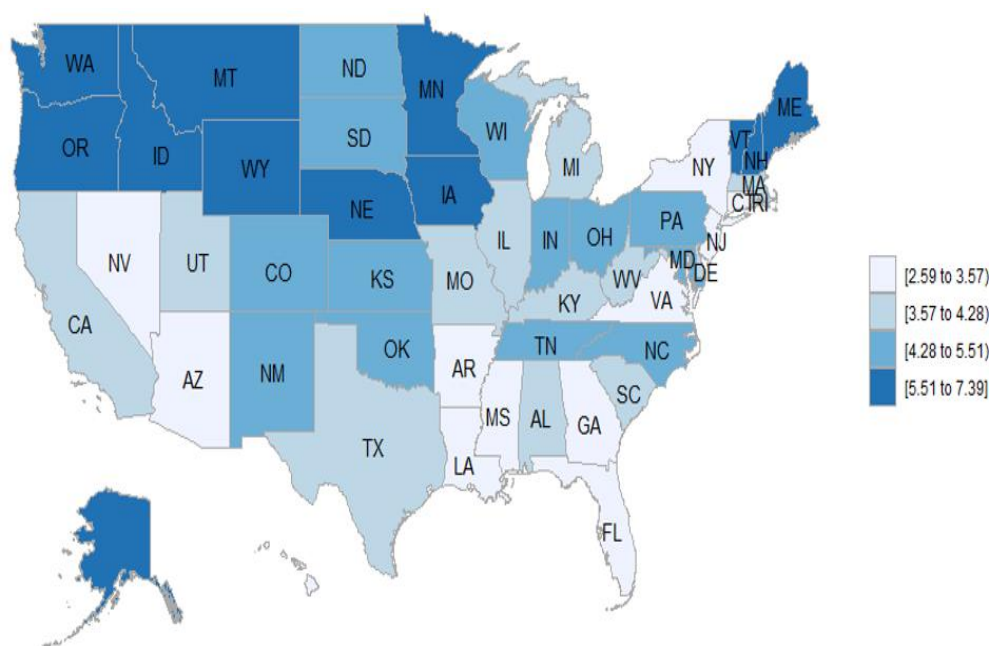 WA
MT
ND
MN
ME
OR
ID
SD
WI
VT
NH
WY
MI
NY
MA
CT
RI
NE
IA
PA
NV
UT
CO
KS
MO
IL
IN
OH
NJ
MD
DE
WV
VA
KY
CA
AZ
NM
OK
TN
NC
AR
SC
MS
AL
GA
TX
LA
FL
[2.59 to 3.57)
[3.57 to 4.28)
[4.28 to 5.51)
[5.51 to 7.39]